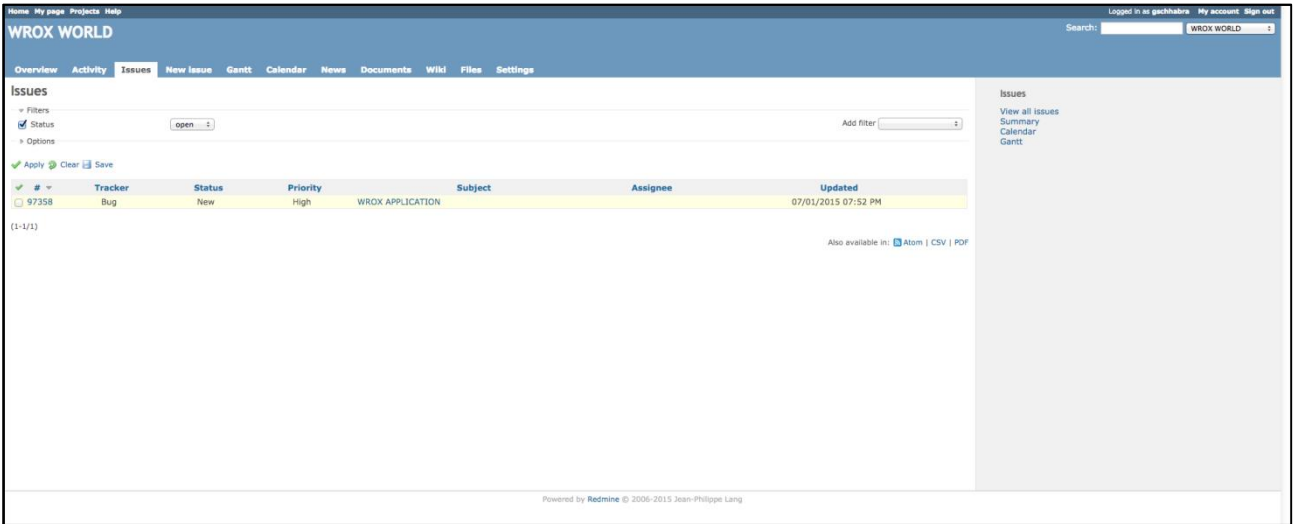 Home My page Projects Help Logged in as gschhabra My account Sign out
WROX WORLD Search: WROX WORLD
Overview Activity Issues New issue Gantt Calendar News Documents Wiki Files Settings
Issues
Filters
Status open Add filter
Options
Apply Clear Save
# Tracker Status Priority Subject Assignee Updated
97358 Bug New High WROX APPLICATION 07/01/2015 07:52 PM
(1-1/1)
Also available in: Atom | CSV | PDF
Issues
View all issues
Summary
Calendar
Gantt
Powered by Redmine © 2006-2015 Jean-Philippe Lang